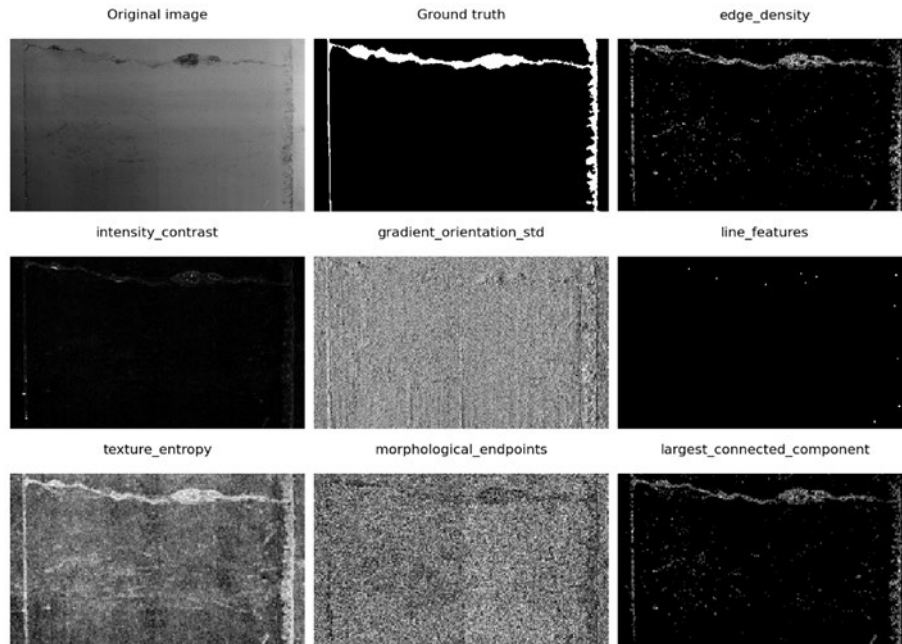 Original image
Ground truth
edge_density
intensity_contrast
gradient_orientation_std
line_features
texture_entropy
morphological_endpoints
largest_connected_component